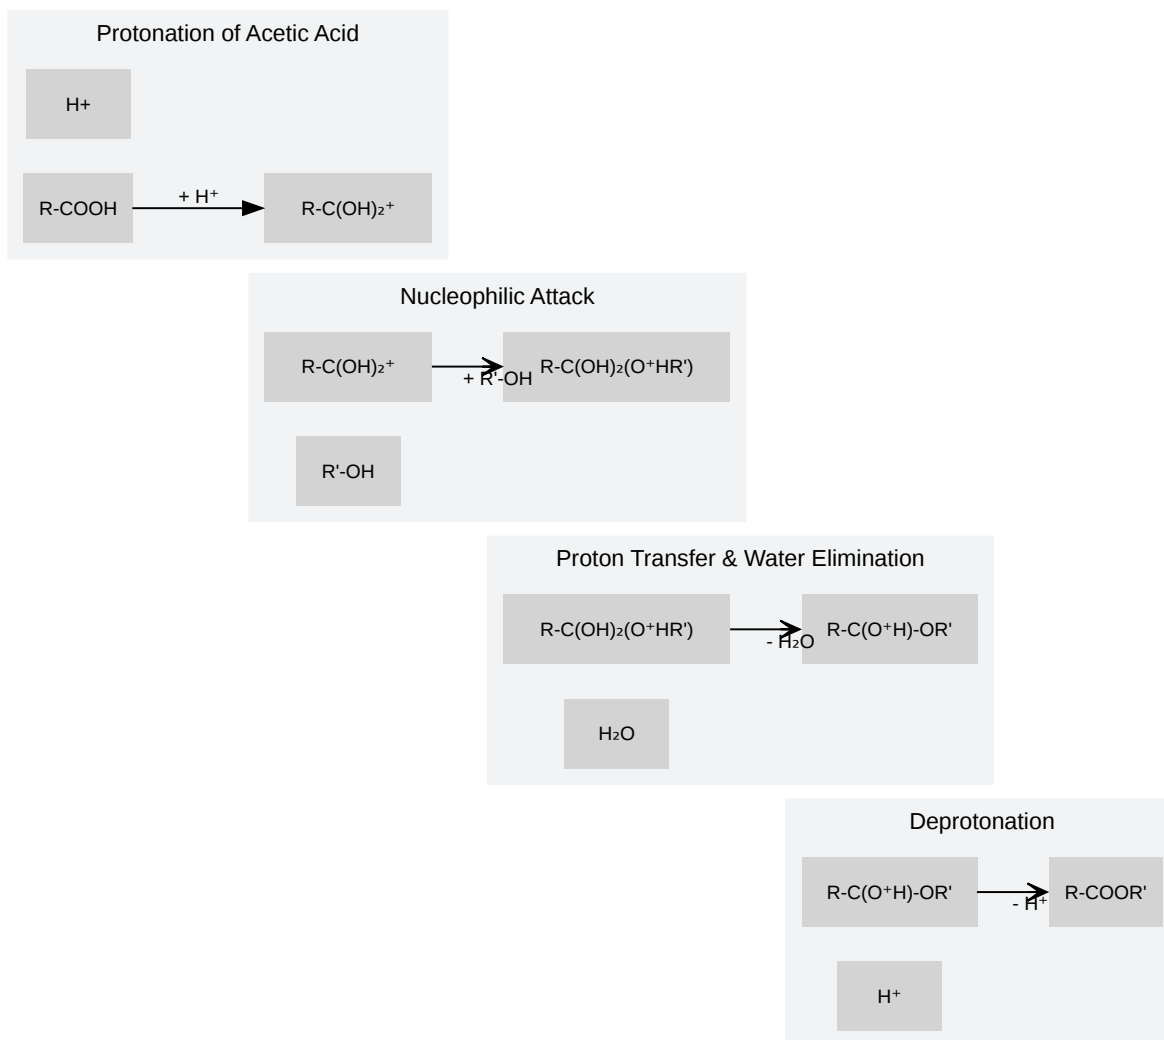 Protonation of Acetic Acid
H+
R-COOH
+ H⁺
R-C(OH)₂⁺
Nucleophilic Attack
R-C(OH)₂⁺
+ R'-OH
R-C(OH)₂(O⁺HR')
R'-OH
Proton Transfer & Water Elimination
R-C(OH)₂(O⁺HR')
- H₂O
R-C(O⁺H)-OR'
H₂O
Deprotonation
R-C(O⁺H)-OR'
- H⁺
R-COOR'
H⁺